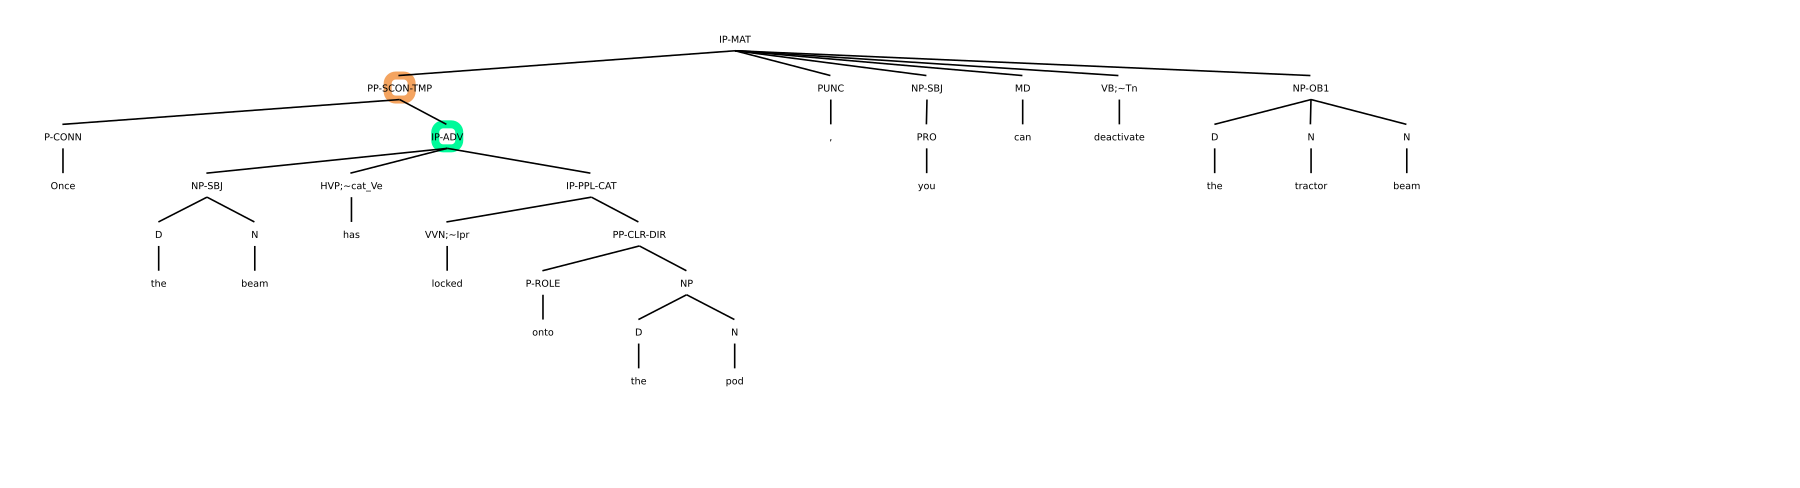 IP-MAT
PP-SCON-TMP PUNC NP-SBJ MD VB;~Tn NP-OB1
P-CONN IP-ADV , PRO can deactivate D N N
Once NP-SBJ HVP;~cat_Ve IP-PPL-CAT you the tractor beam
D N has VVN;~Ipr PP-CLR-DIR
the beam locked P-ROLE NP
onto D N
the pod